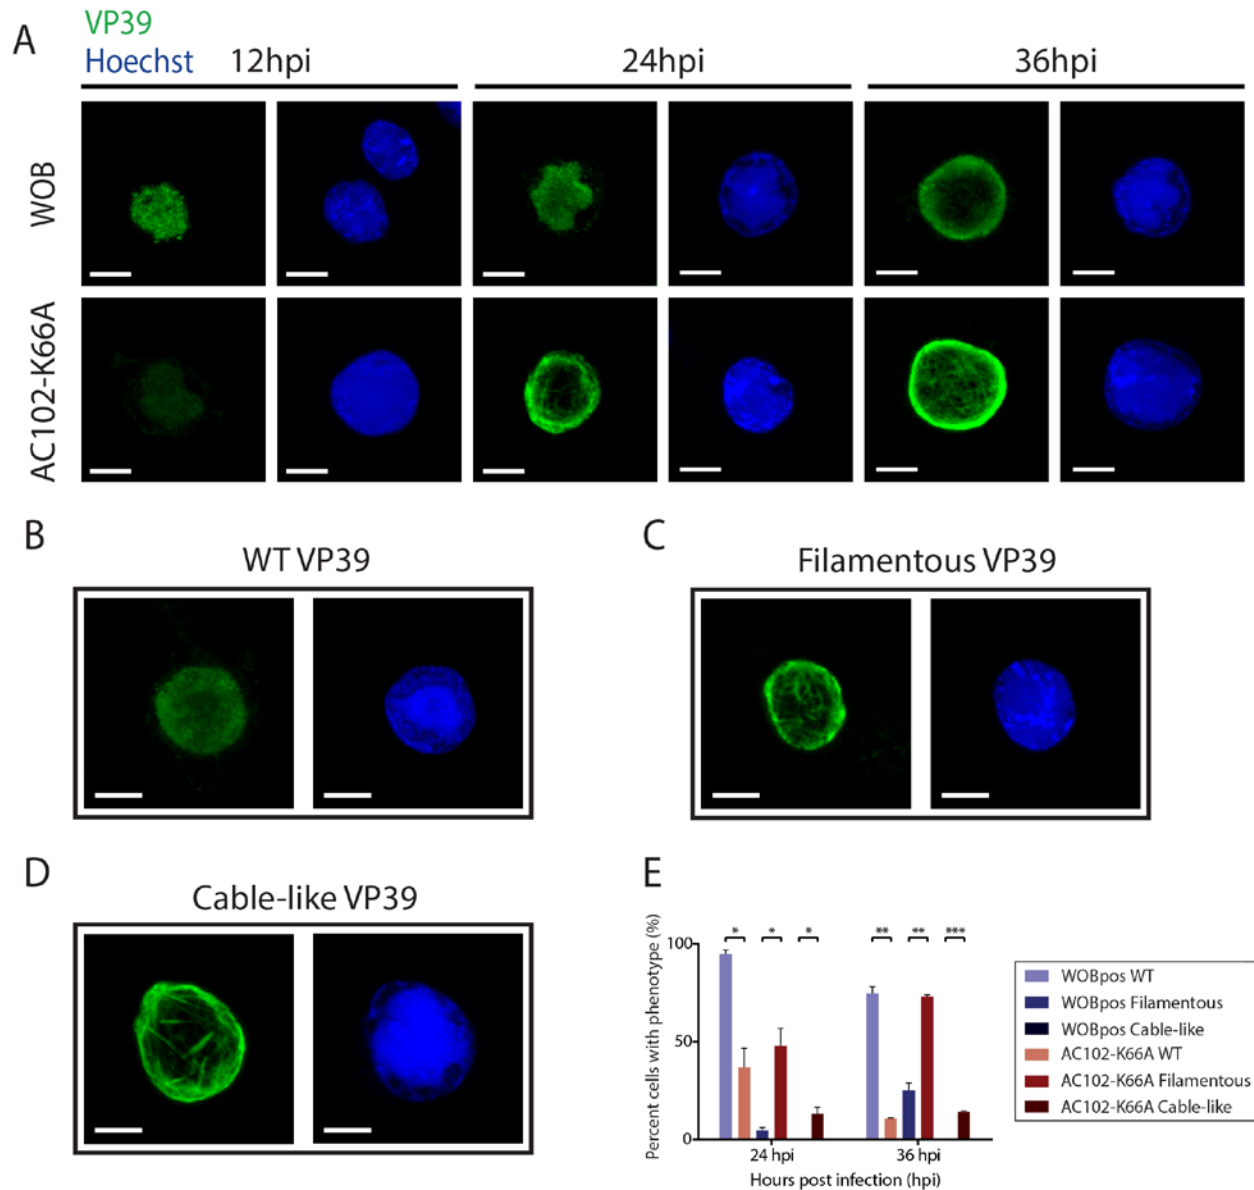 A
VP39
Hoechst
12hpi
24hpi
36hpi
WOB
AC102-K66A
B
WT VP39
C
Filamentous VP39
D
Cable-like VP39
E
Percent cells with phenotype (%)
100
50
0
* * * ** ** ***
24 hpi
36 hpi
Hours post infection (hpi)
WOBpos WT
WOBpos Filamentous
WOBpos Cable-like
AC102-K66A WT
AC102-K66A Filamentous
AC102-K66A Cable-like